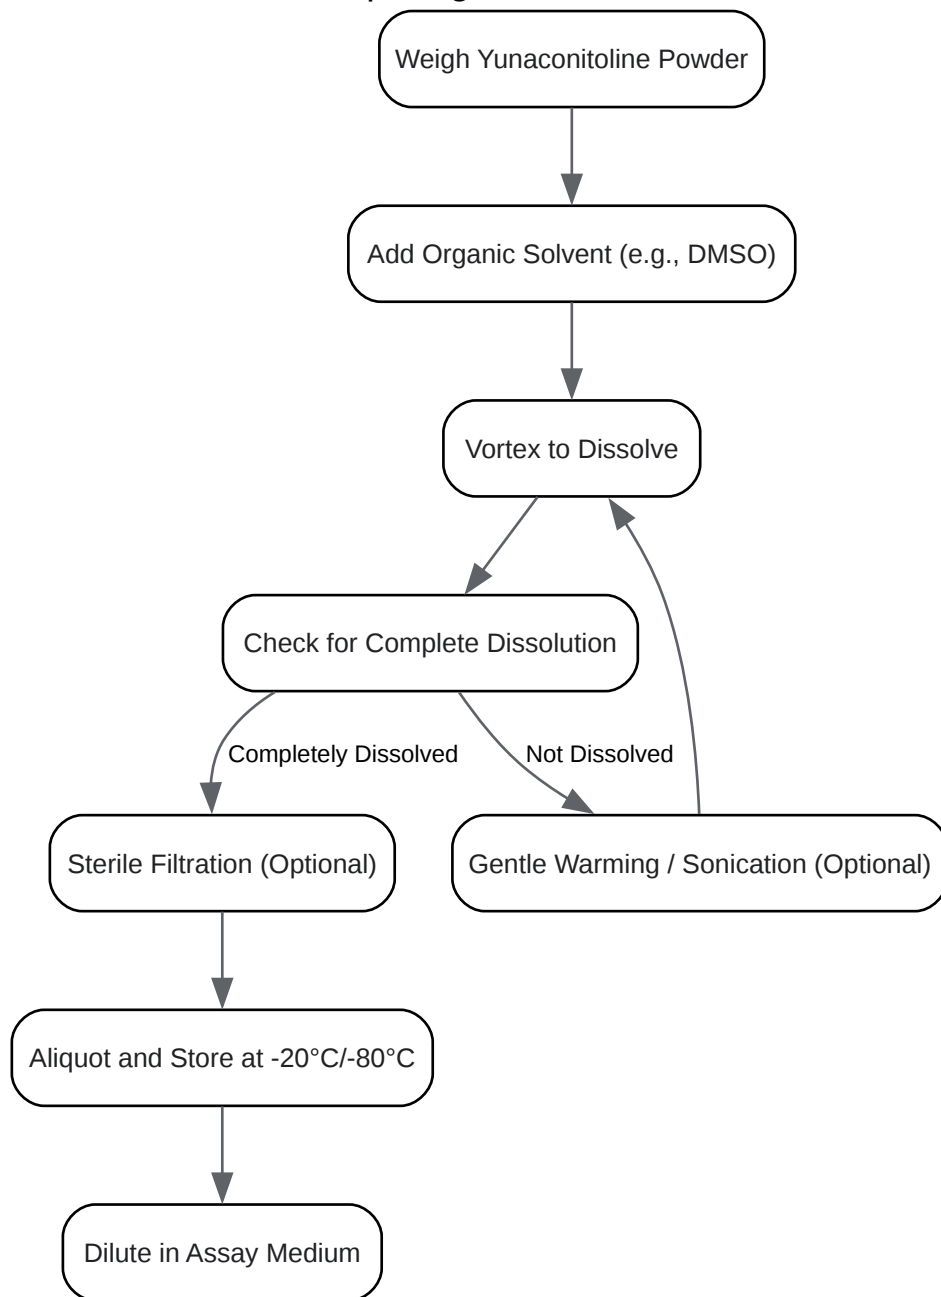 Weigh Yunaconitoline Powder
Add Organic Solvent (e.g., DMSO)
Vortex to Dissolve
Check for Complete Dissolution
Completely Dissolved
Not Dissolved
Sterile Filtration (Optional)
Gentle Warming / Sonication (Optional)
Aliquot and Store at -20°C/-80°C
Dilute in Assay Medium